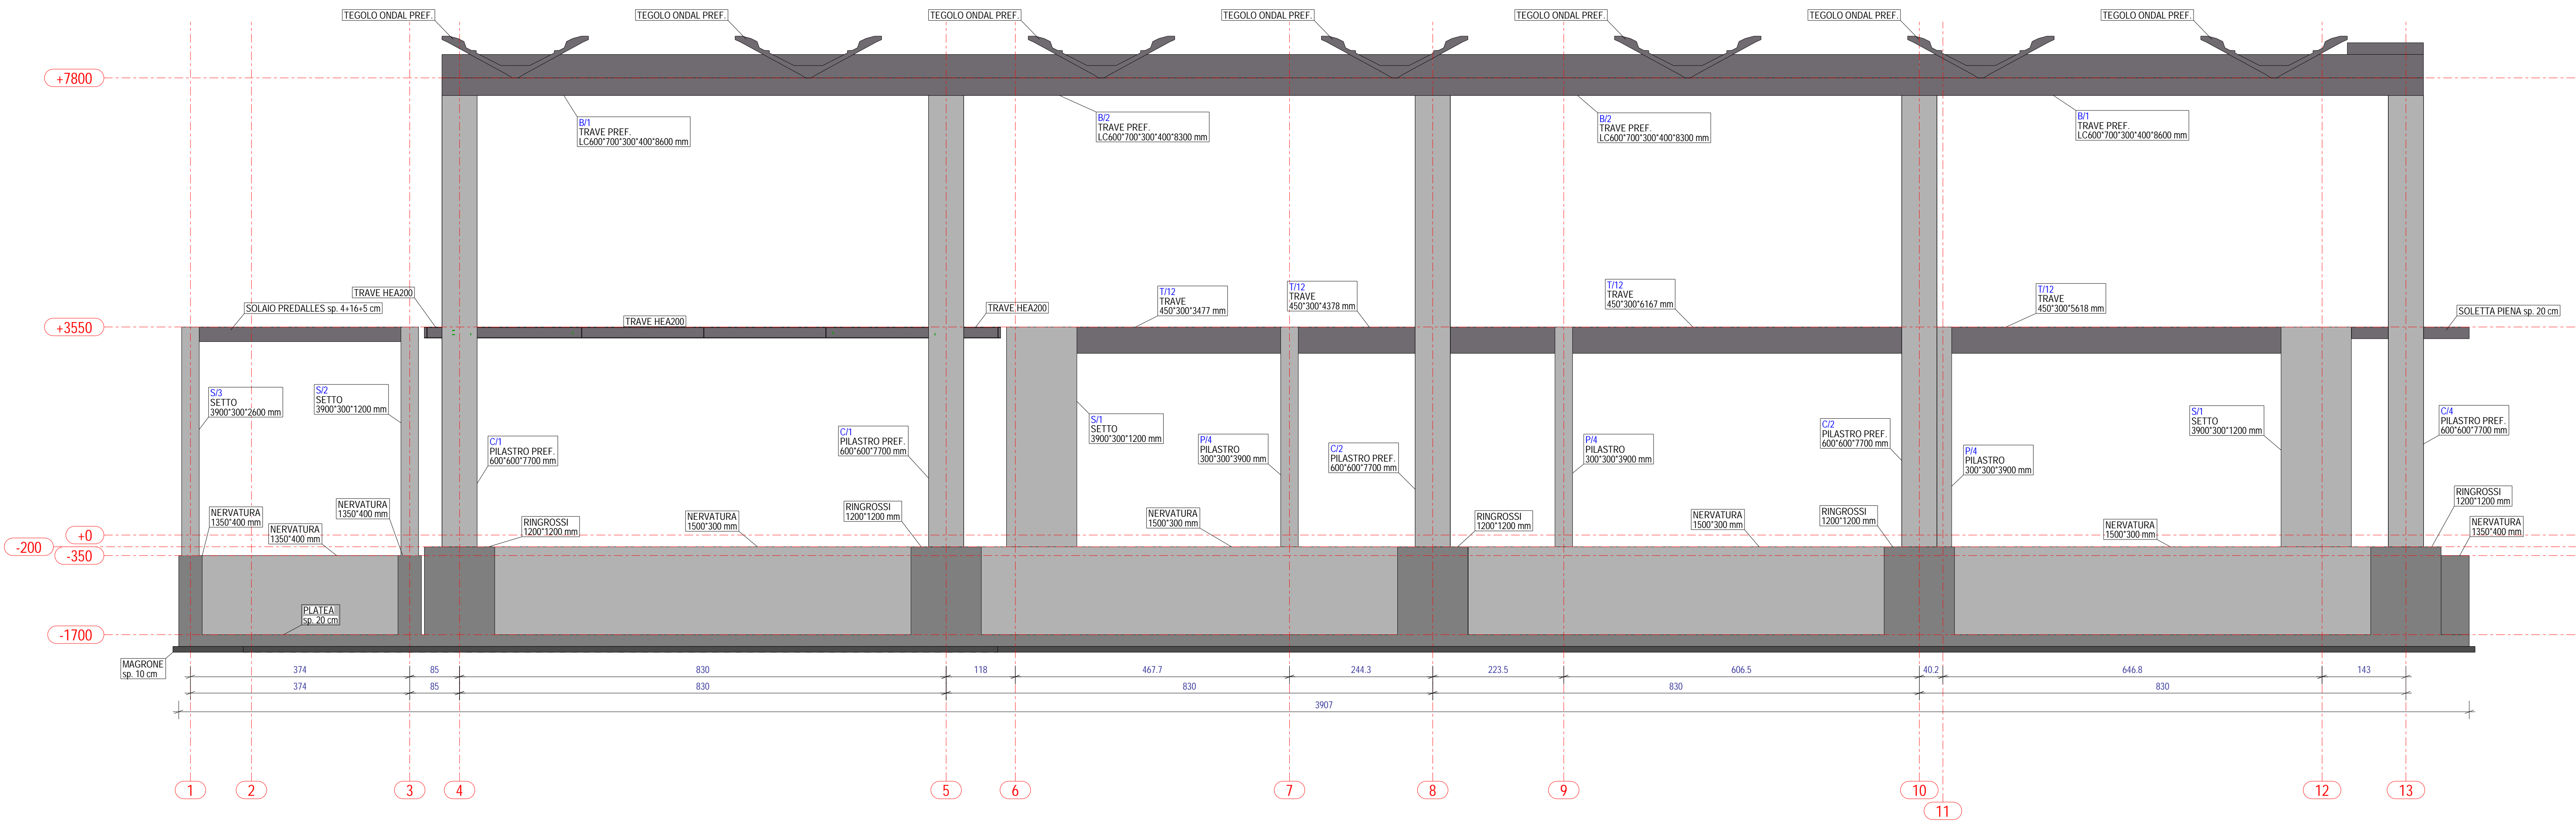 TEGOLO ONDAL PREF.
TEGOLO ONDAL PREF.
TEGOLO ONDAL PREF.
TEGOLO ONDAL PREF.
TEGOLO ONDAL PREF.
TEGOLO ONDAL PREF.
TEGOLO ONDAL PREF.
+7800
B/1
TRAVE PREF.
LC600*700*300*400*8600 mm
B/2
TRAVE PREF.
LC600*700*300*400*8300 mm
B/2
TRAVE PREF.
LC600*700*300*400*8300 mm
B/1
TRAVE PREF.
LC600*700*300*400*8600 mm
+3550
SOLAIO PREDALLES sp. 4+16+5 cm
TRAVE HEA200
TRAVE HEA200
TRAVE HEA200
T/12
TRAVE
450*300*3477 mm
T/12
TRAVE
450*300*4378 mm
T/12
TRAVE
450*300*6167 mm
T/12
TRAVE
450*300*5618 mm
SOLETTA PIENA sp. 20 cm
S/3
SETTO
3900*300*2600 mm
S/2
SETTO
3900*300*1200 mm
C/1
PILASTRO PREF.
600*600*7700 mm
C/1
PILASTRO PREF.
600*600*7700 mm
S/1
SETTO
3900*300*1200 mm
P/4
PILASTRO
300*300*3900 mm
C/2
PILASTRO PREF.
600*600*7700 mm
P/4
PILASTRO
300*300*3900 mm
C/2
PILASTRO PREF.
600*600*7700 mm
P/4
PILASTRO
300*300*3900 mm
S/1
SETTO
3900*300*1200 mm
C/4
PILASTRO PREF.
600*600*7700 mm
+0
-200
-350
-1700
NERVATURA
1350*400 mm
NERVATURA
1350*400 mm
NERVATURA
1350*400 mm
RINGROSSI
1200*1200 mm
NERVATURA
1500*300 mm
RINGROSSI
1200*1200 mm
NERVATURA
1500*300 mm
RINGROSSI
1200*1200 mm
NERVATURA
1500*300 mm
RINGROSSI
1200*1200 mm
NERVATURA
1500*300 mm
RINGROSSI
1200*1200 mm
NERVATURA
1350*400 mm
PLATEA
sp. 20 cm
MAGRONE
sp. 10 cm
374 85 830 118 467.7 244.3 223.5 606.5 40.2 646.8 143
374 85 830 830 830 830
3907
1 2 3 4 5 6 7 8 9 10 12 13
11